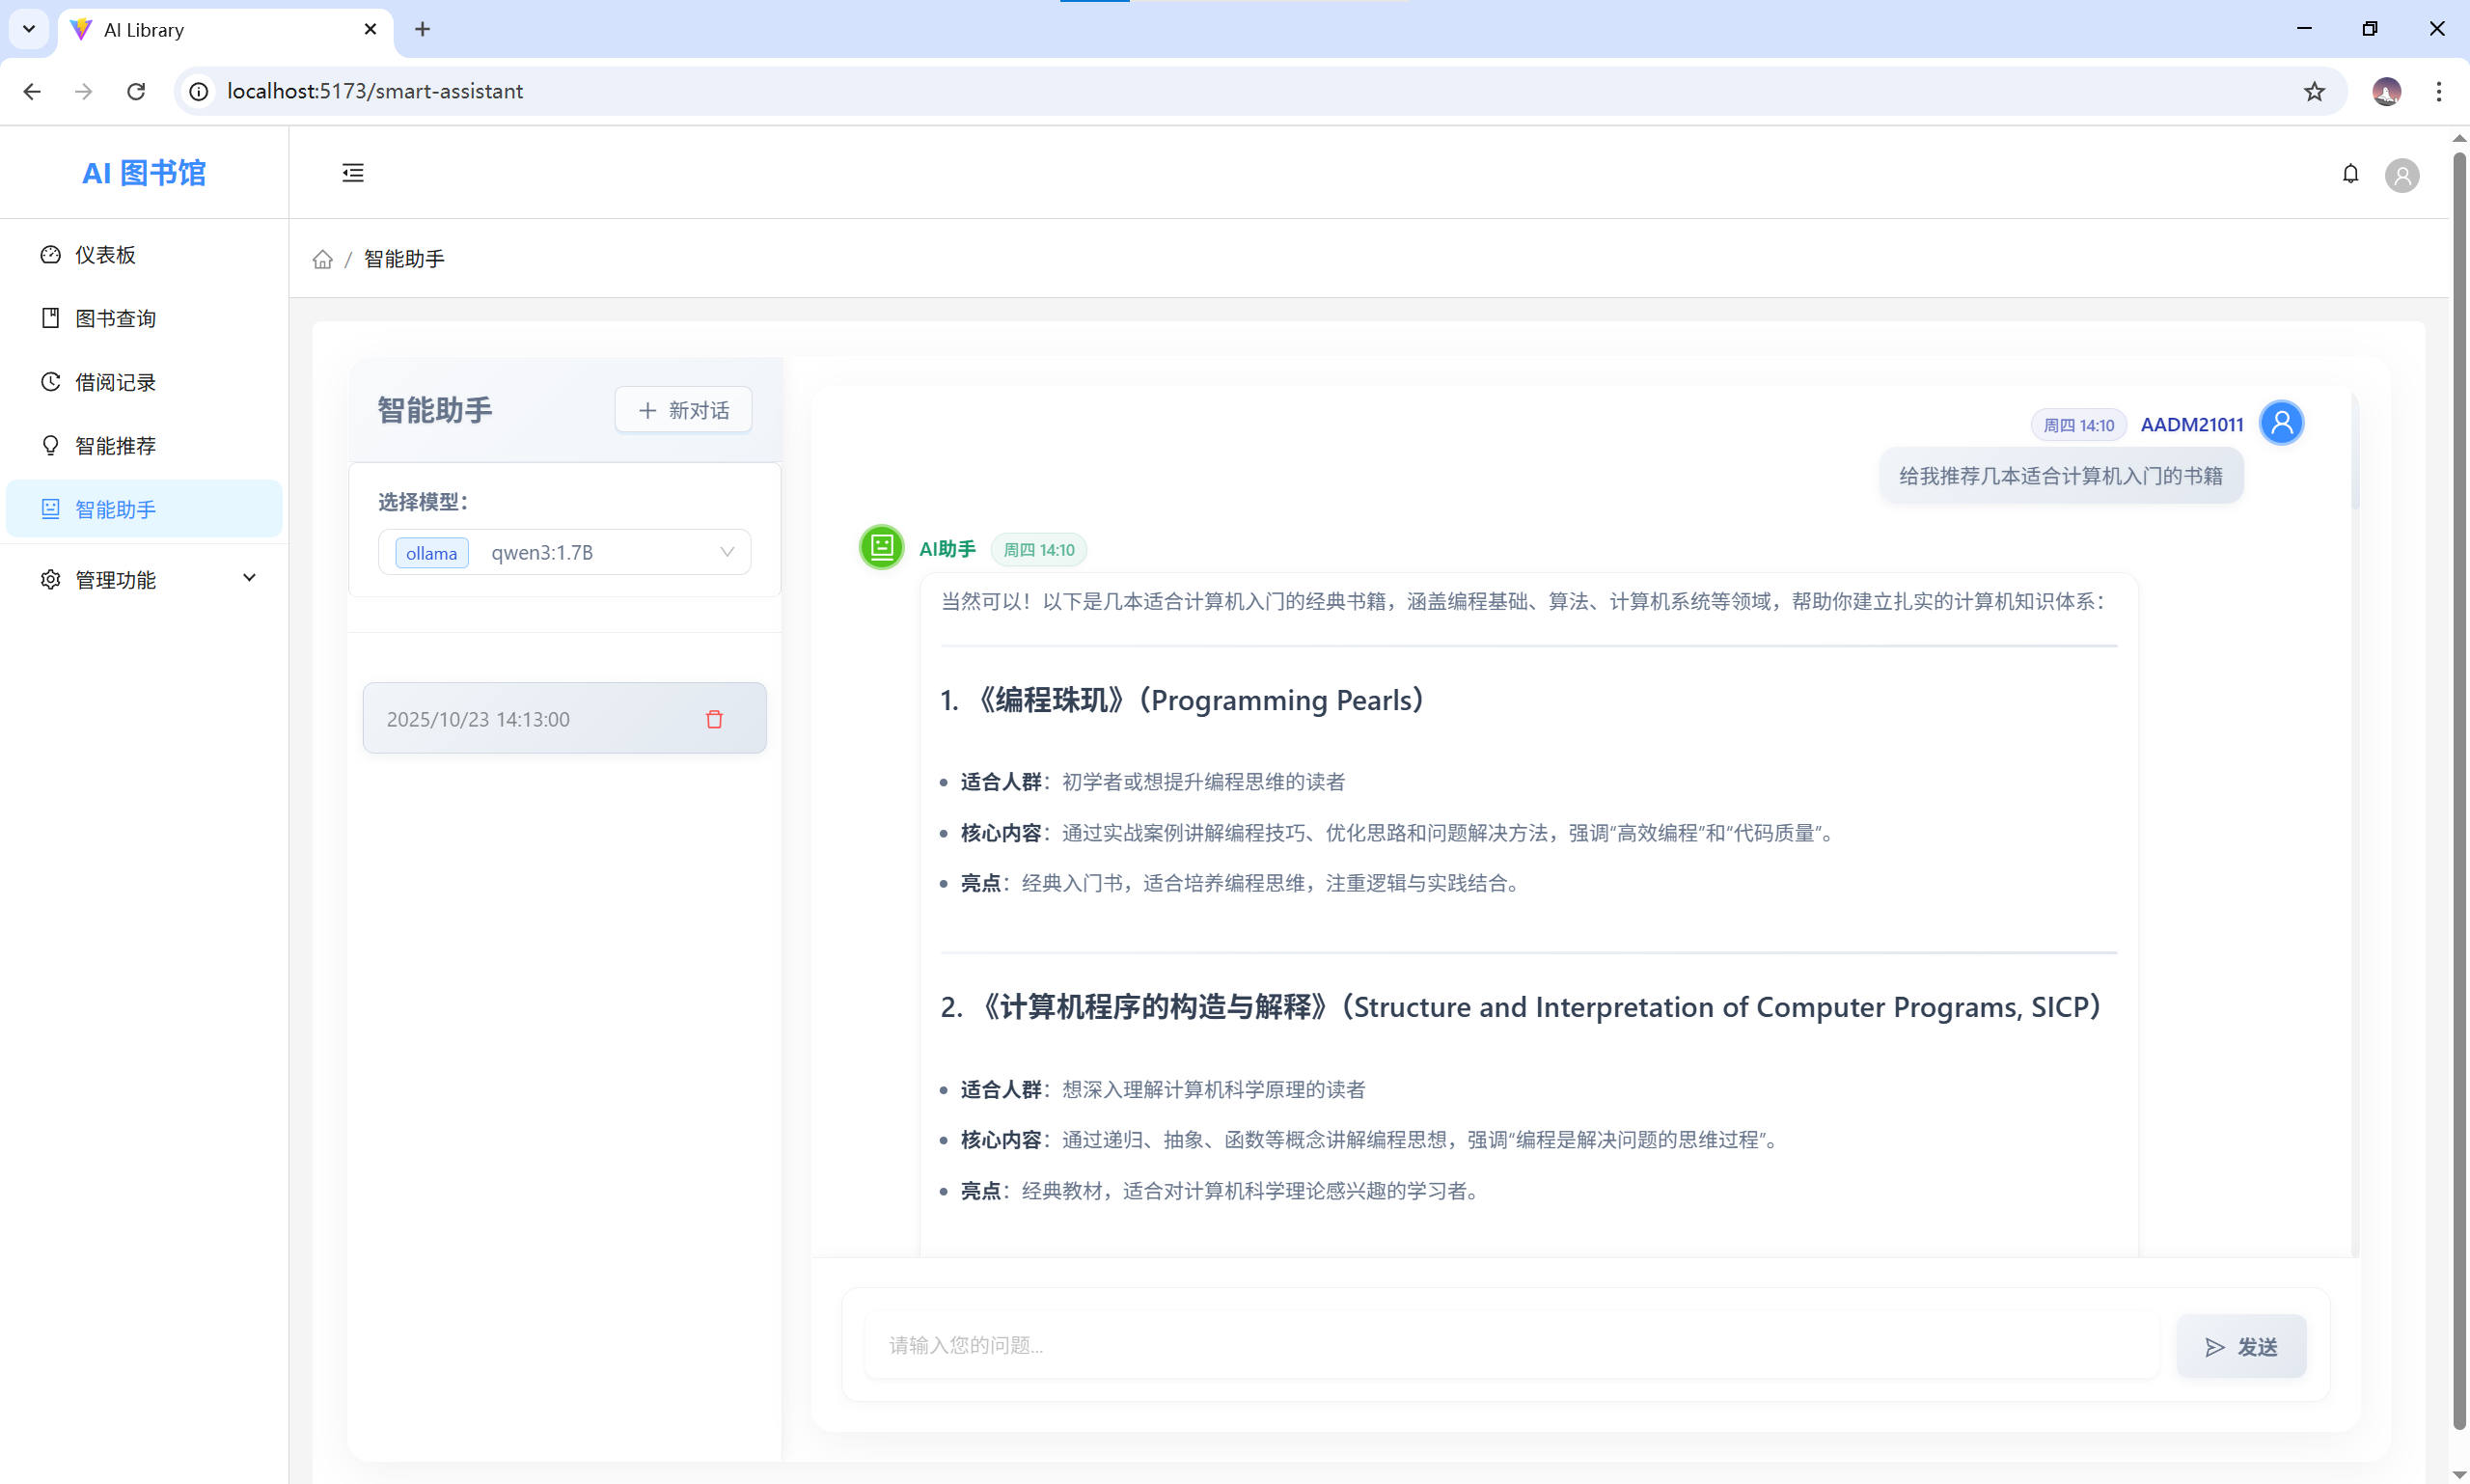 AI Library
localhost:5173/smart-assistant
AI 图书馆
仪表板
图书查询
借阅记录
智能推荐
智能助手
管理功能
/ 智能助手
智能助手
新对话
选择模型：
ollama qwen3:1.7B
2025/10/23 14:13:00
周四 14:10 AADM21011
给我推荐几本适合计算机入门的书籍
AI助手 周四 14:10
当然可以！以下是几本适合计算机入门的经典书籍，涵盖编程基础、算法、计算机系统等领域，帮助你建立扎实的计算机知识体系：
1. 《编程珠玑》（Programming Pearls）
• 适合人群：初学者或想提升编程思维的读者
• 核心内容：通过实战案例讲解编程技巧、优化思路和问题解决方法，强调“高效编程”和“代码质量”。
• 亮点：经典入门书，适合培养编程思维，注重逻辑与实践结合。
2. 《计算机程序的构造与解释》（Structure and Interpretation of Computer Programs, SICP）
• 适合人群：想深入理解计算机科学原理的读者
• 核心内容：通过递归、抽象、函数等概念讲解编程思想，强调“编程是解决问题的思维过程”。
• 亮点：经典教材，适合对计算机科学理论感兴趣的学习者。
请输入您的问题...
发送